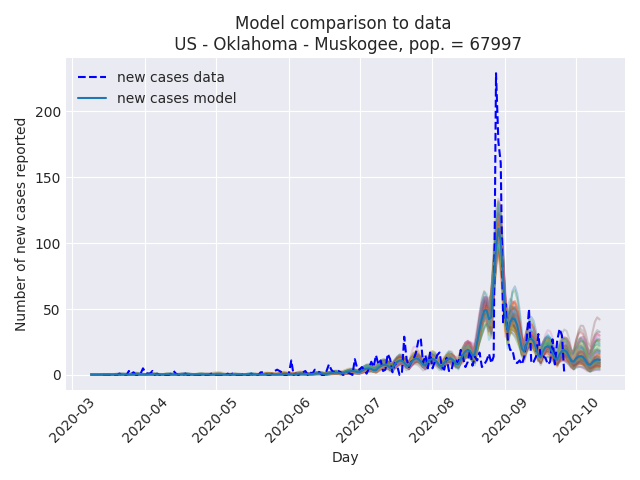 Model comparison to data
US - Oklahoma - Muskogee, pop. = 67997
new cases data
new cases model
Number of new cases reported
200
150
100
50
0
2020-03
2020-04
2020-05
2020-06
2020-07
2020-08
2020-09
2020-10
Day